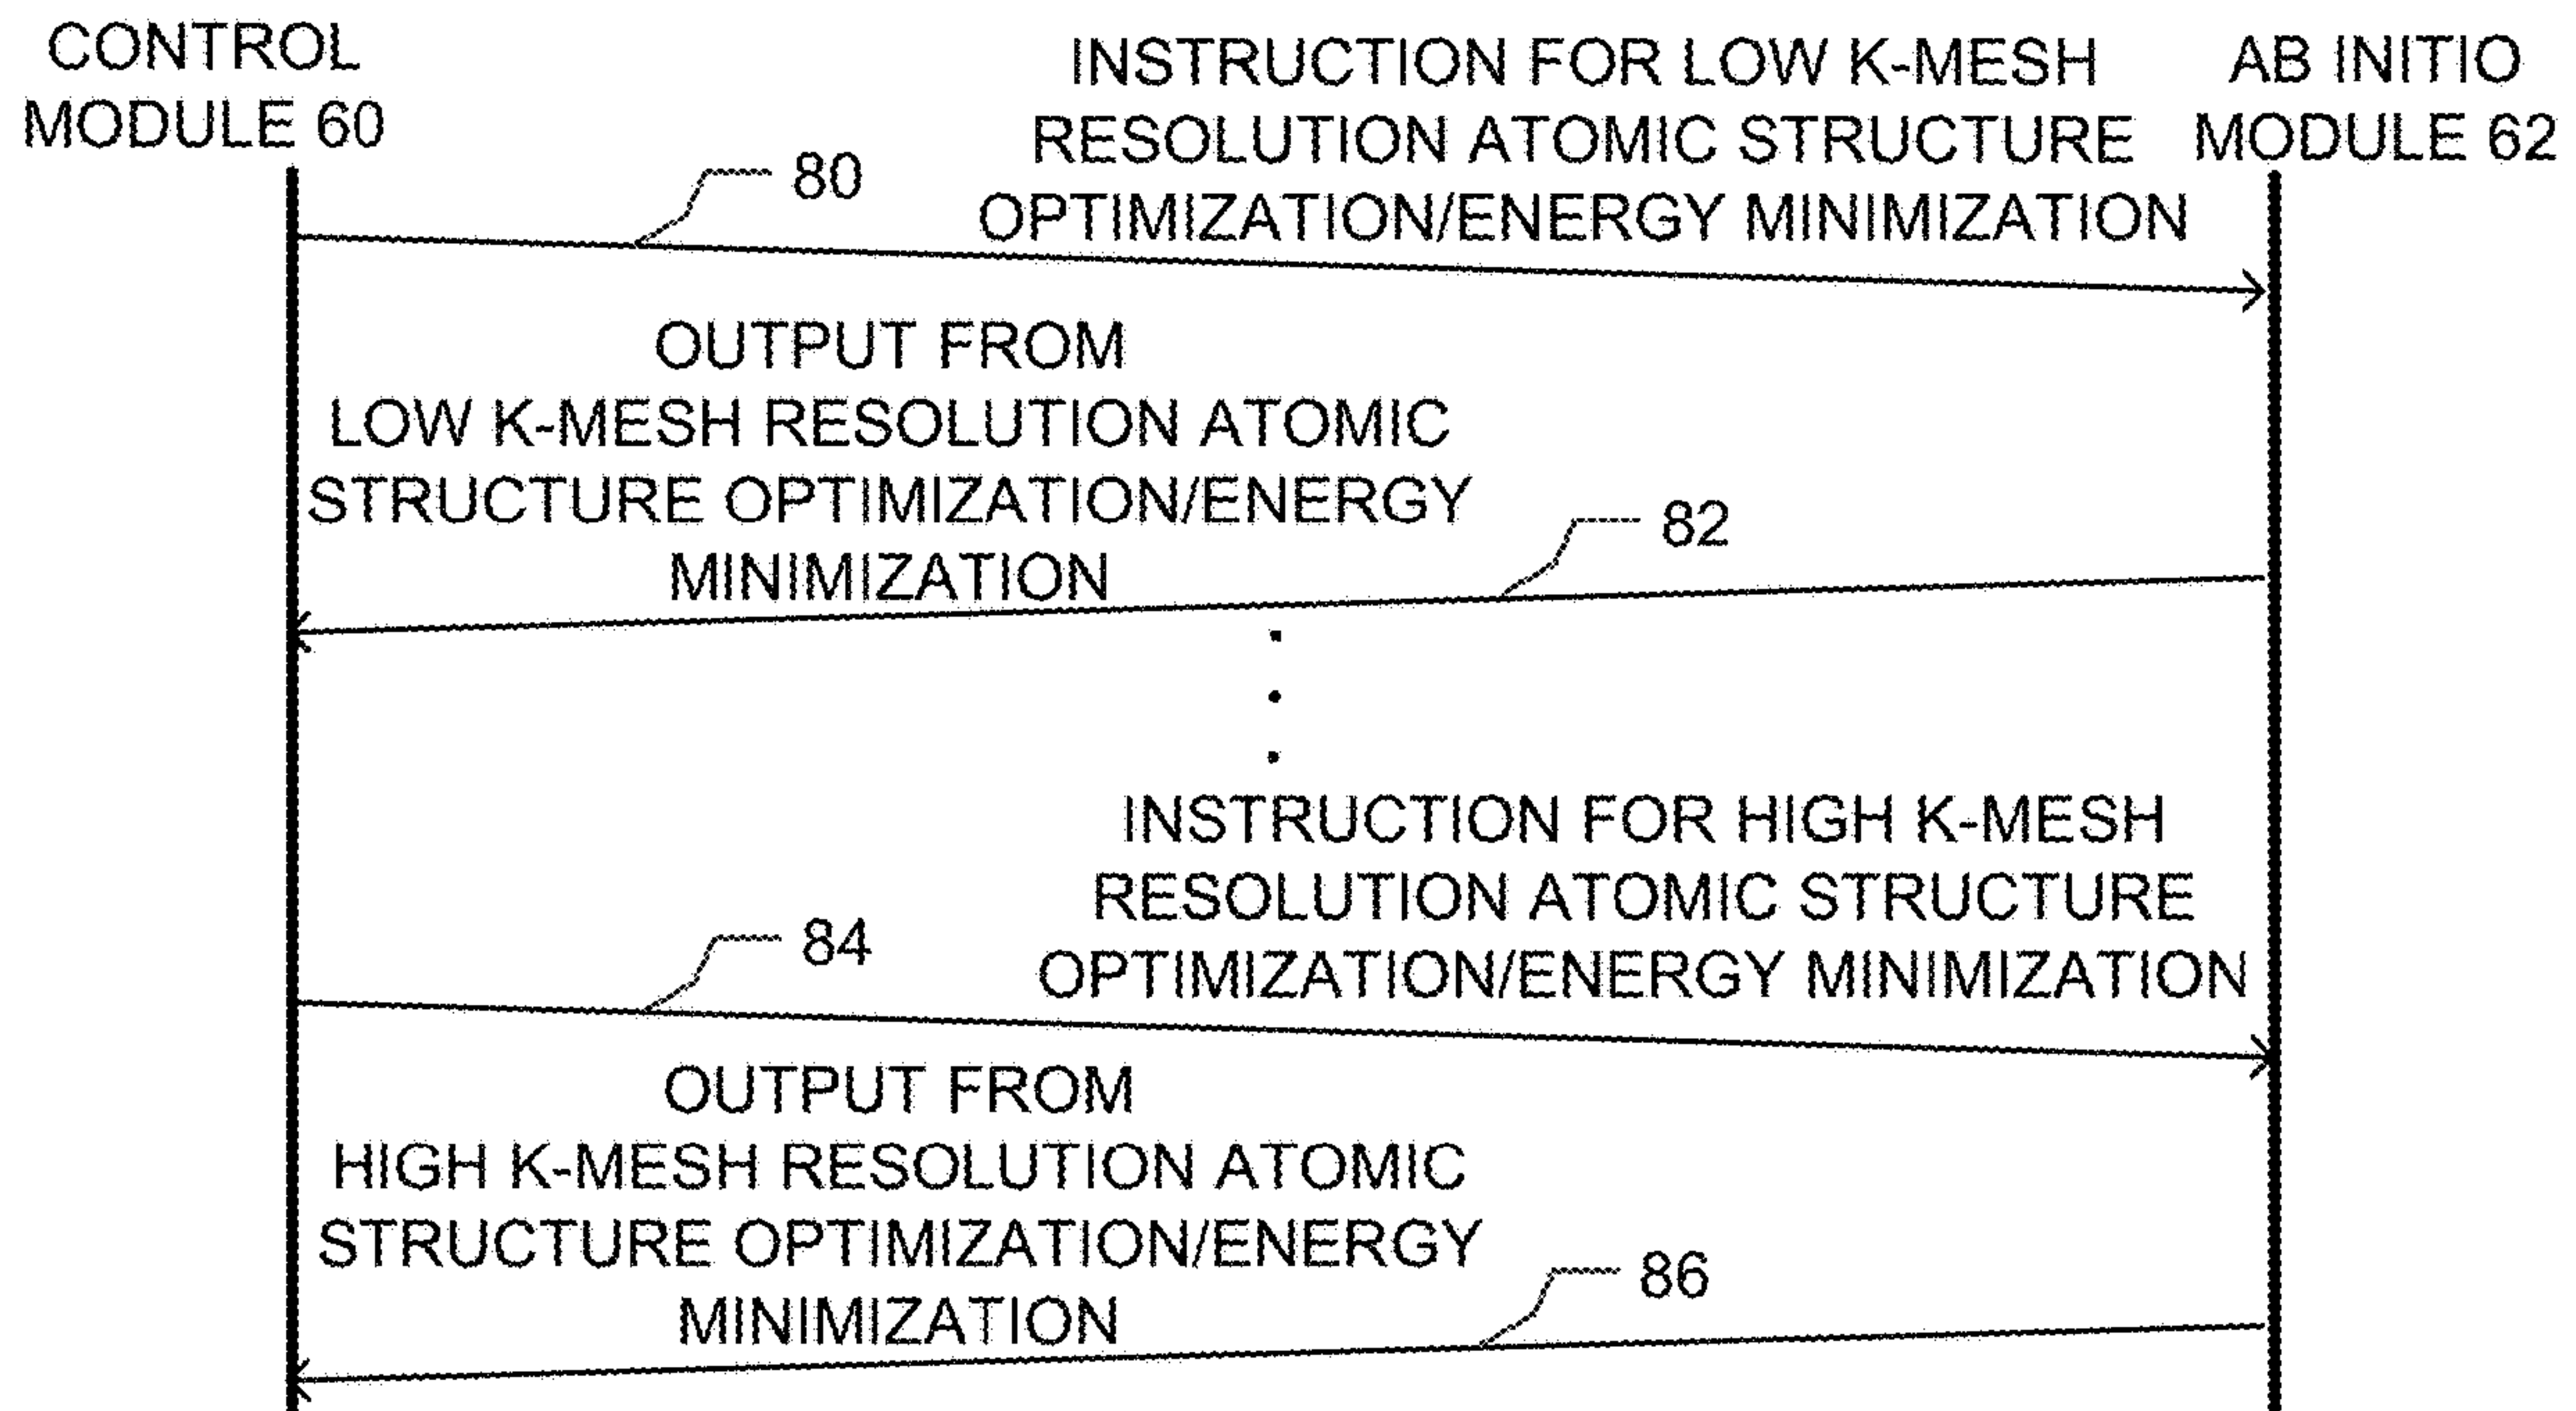 CONTROL
MODULE 60
INSTRUCTION FOR LOW K-MESH
RESOLUTION ATOMIC STRUCTURE
OPTIMIZATION/ENERGY MINIMIZATION
AB INITIO
MODULE 62
80
OUTPUT FROM
LOW K-MESH RESOLUTION ATOMIC
STRUCTURE OPTIMIZATION/ENERGY
MINIMIZATION
82
INSTRUCTION FOR HIGH K-MESH
RESOLUTION ATOMIC STRUCTURE
OPTIMIZATION/ENERGY MINIMIZATION
84
OUTPUT FROM
HIGH K-MESH RESOLUTION ATOMIC
STRUCTURE OPTIMIZATION/ENERGY
MINIMIZATION
86